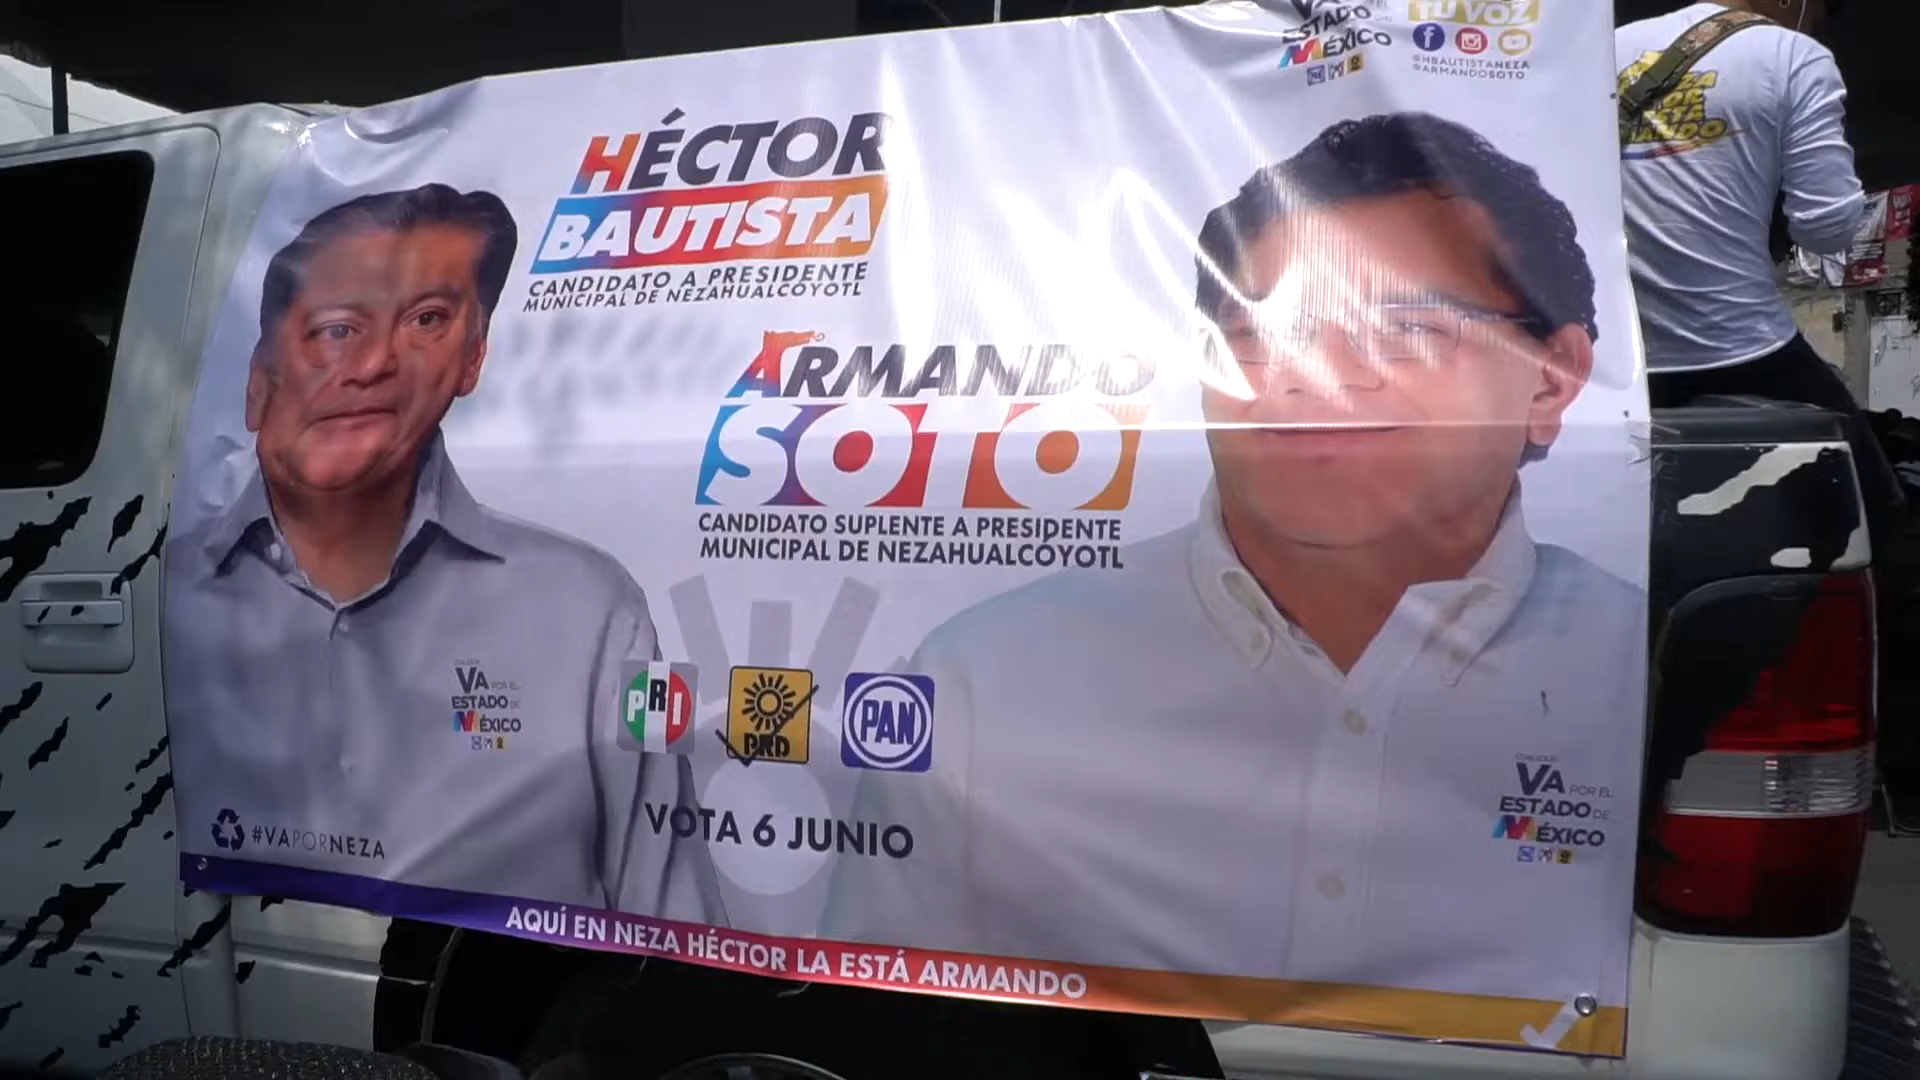 HÉCTOR
BAUTISTA
CANDIDATO A PRESIDENTE
MUNICIPAL DE NEZAHUALCÓYOTL
ARMANDO
SOTO
CANDIDATO SUPLENTE A PRESIDENTE
MUNICIPAL DE NEZAHUALCÓYOTL
VA POR EL
ESTADO DE
MÉXICO
TU VOZ
@HBAUTISTANEZA
@ARMANDOSOTO
VA POR EL
ESTADO DE
MÉXICO
PRI
PRD
PAN
VA POR EL
ESTADO DE
MÉXICO
VOTA 6 JUNIO
#VAPORNEZA
AQUÍ EN NEZA HÉCTOR LA ESTÁ ARMANDO